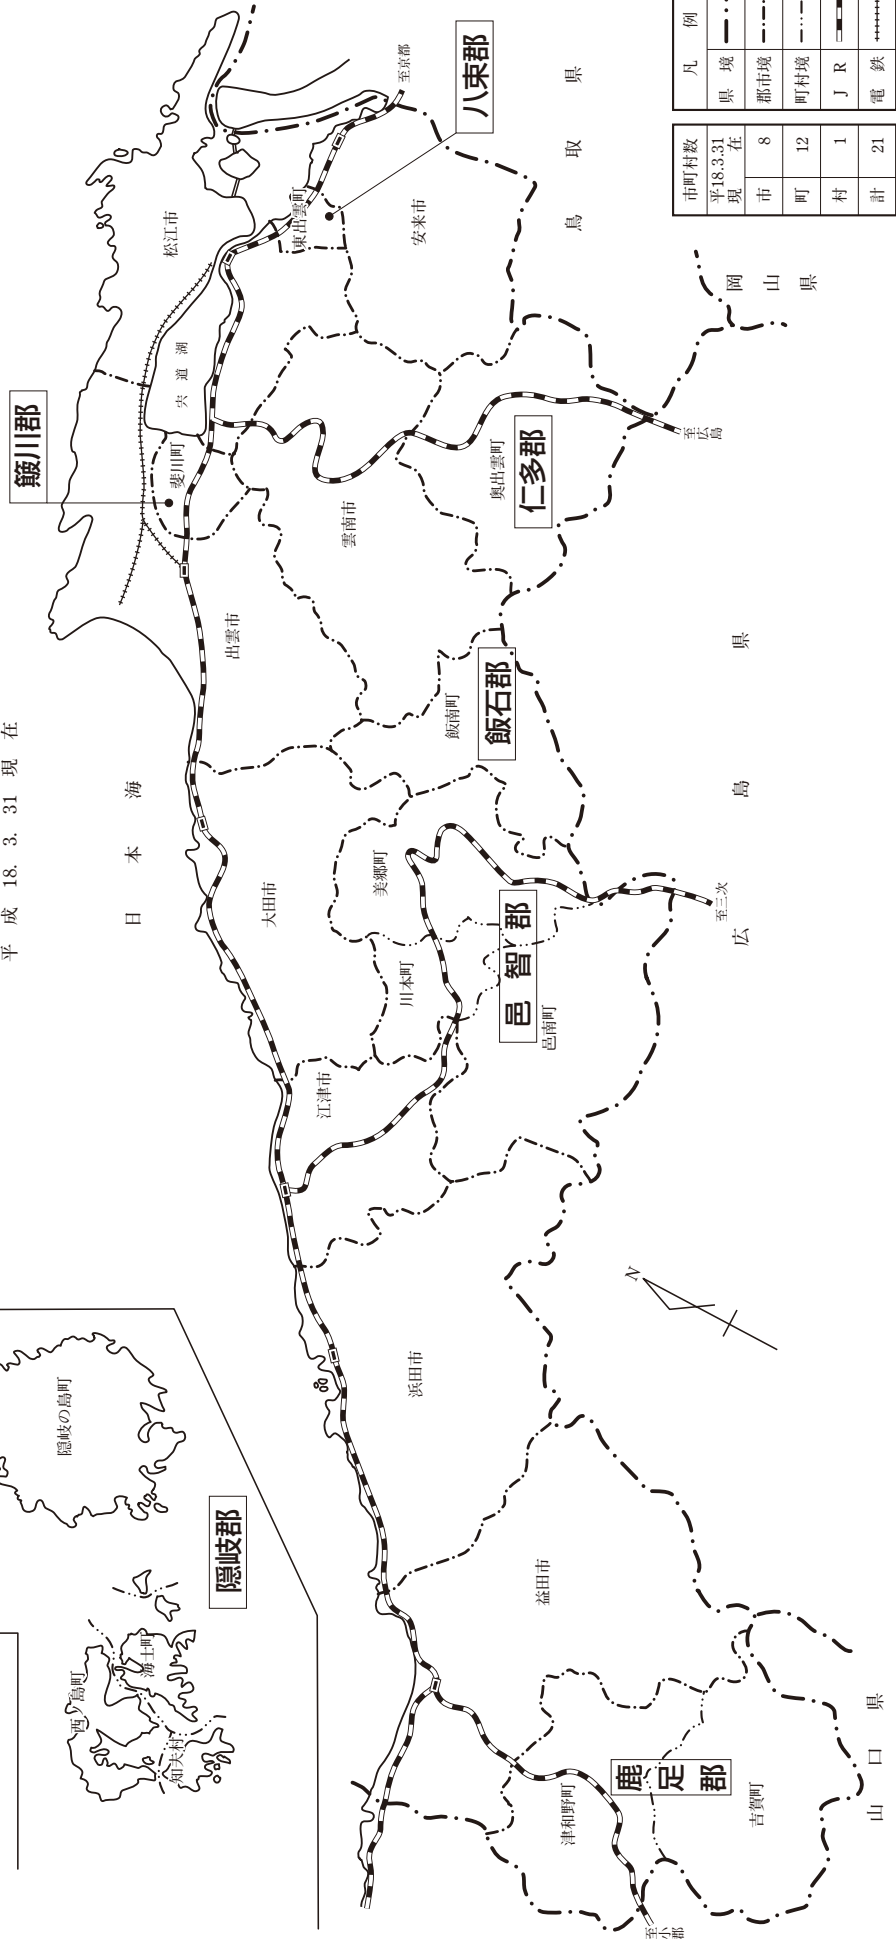 平成 18. 3. 31 現在
凡例
県境
郡市境
町村境
ＪＲ
電鉄
市町村数
平18.3.31
現在
市 8
町 12
村 1
計 21
日本海
鳥取県
岡山県
広島県
山口県
八束郡
簸川郡
仁多郡
飯石郡
邑智郡
鹿足郡
隠岐郡
松江市
宍道湖
東出雲町
安来市
斐川町
雲南市
奥出雲町
出雲市
飯南町
大田市
美郷町
川本町
邑南町
江津市
浜田市
益田市
津和野町
吉賀町
隠岐の島町
西ノ島町
海士町
知夫村
至京都
至広島
至三次
至小郡
N